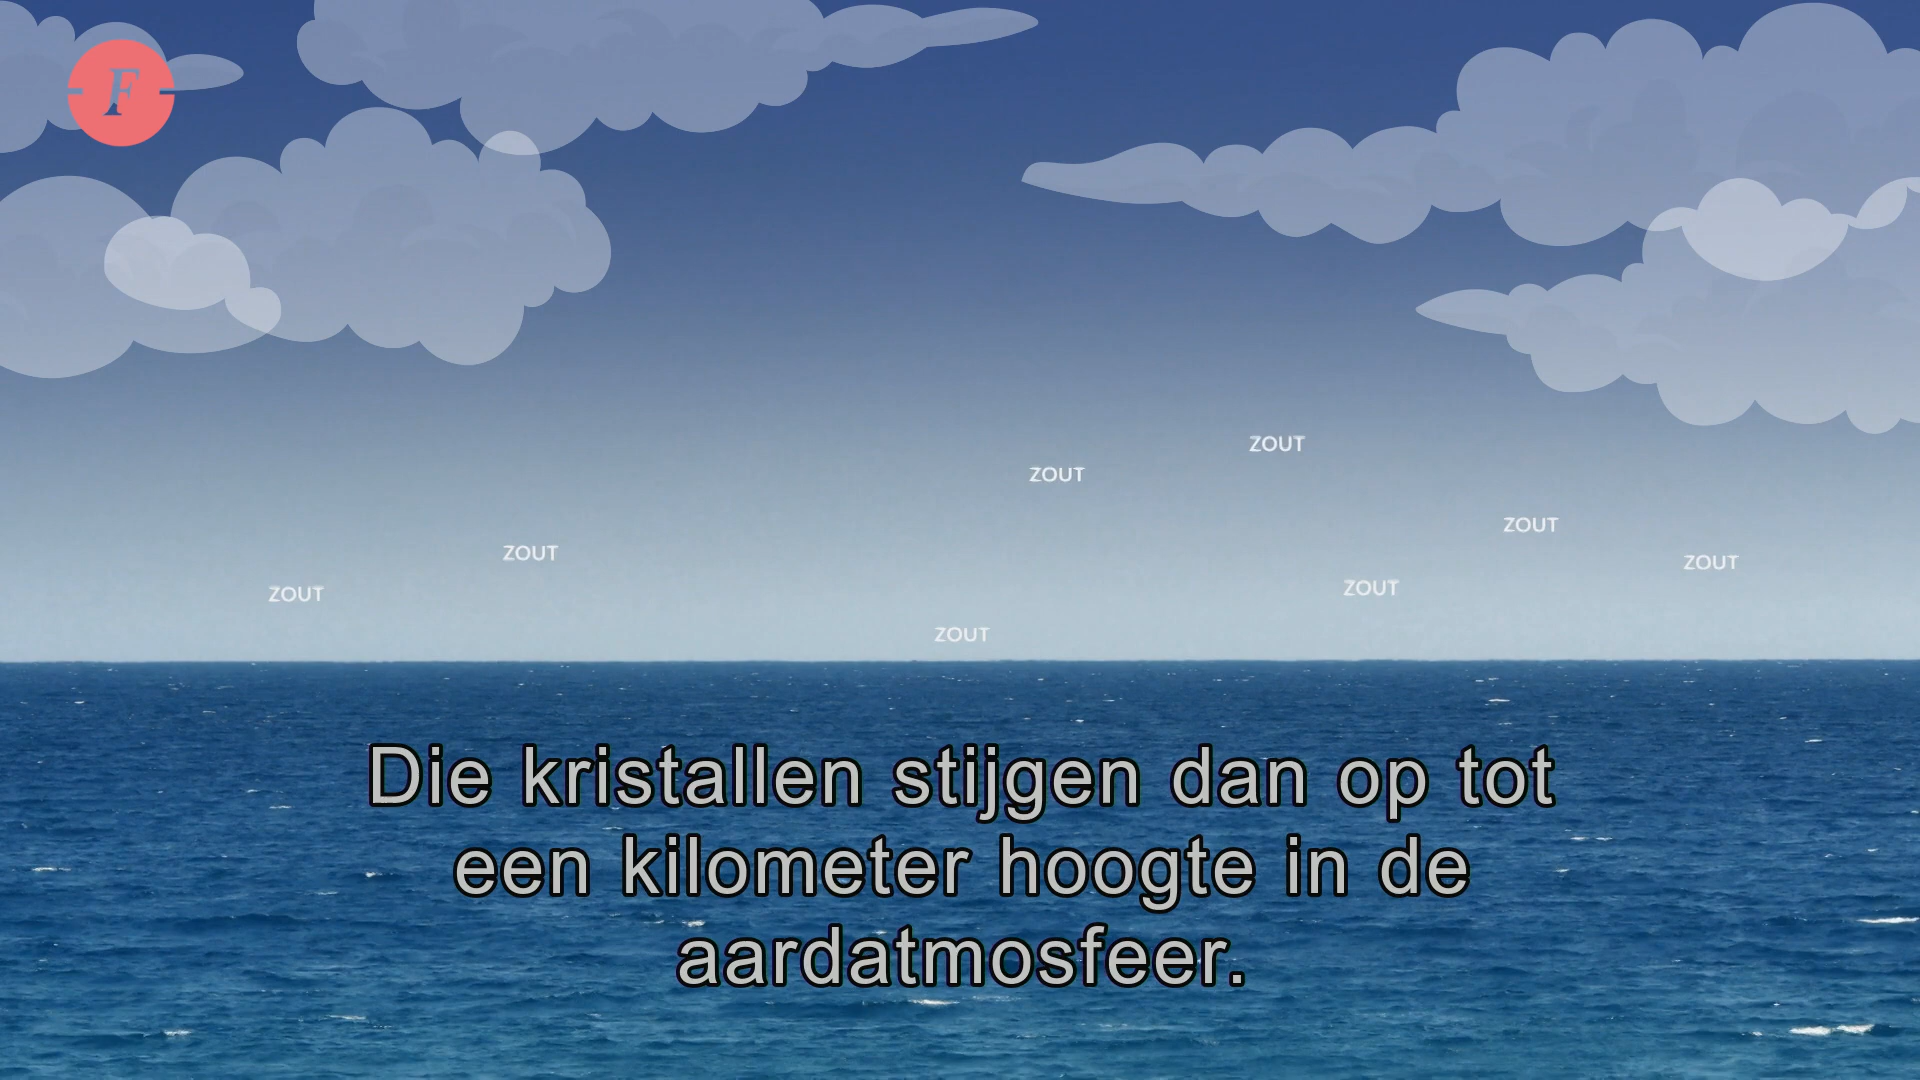 F
ZOUT
ZOUT
ZOUT
ZOUT
ZOUT
ZOUT
ZOUT
ZOUT
Die kristallen stijgen dan op tot
een kilometer hoogte in de
aardatmosfeer.